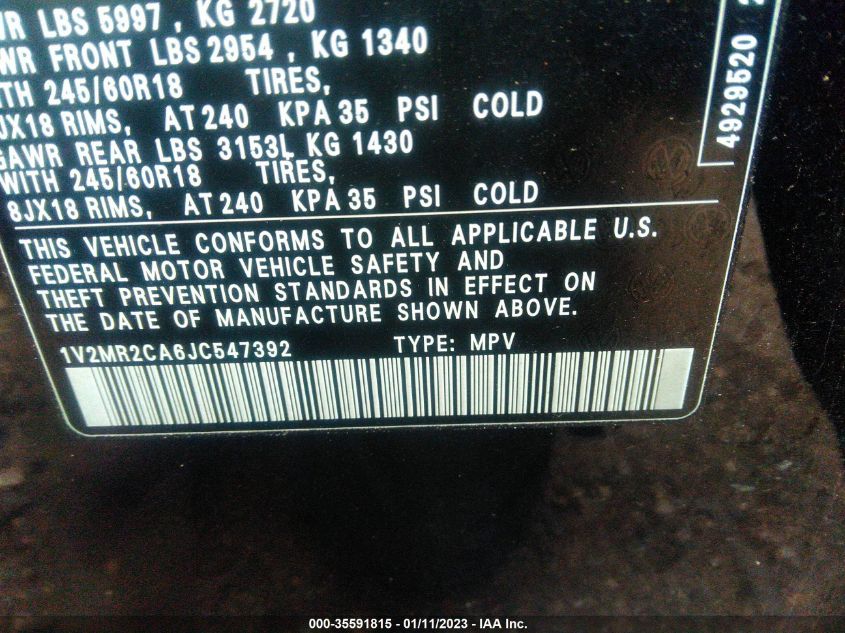 LBS 5997, KG 2720
FRONT LBS 2954, KG 1340
245/60R18 TIRES,
RIMS, AT 240 KPA 35 PSI COLD
GAWR REAR LBS 3153L KG 1430
WITH 245/60R18 TIRES,
8JX18 RIMS, AT 240 KPA 35 PSI COLD
THIS VEHICLE CONFORMS TO ALL APPLICABLE U.S.
FEDERAL MOTOR VEHICLE SAFETY AND
THEFT PREVENTION STANDARDS IN EFFECT ON
THE DATE OF MANUFACTURE SHOWN ABOVE.
1V2MR2CA6JC547392 TYPE: MPV
4929520
000-35591815 - 01/11/2023 - IAA Inc.